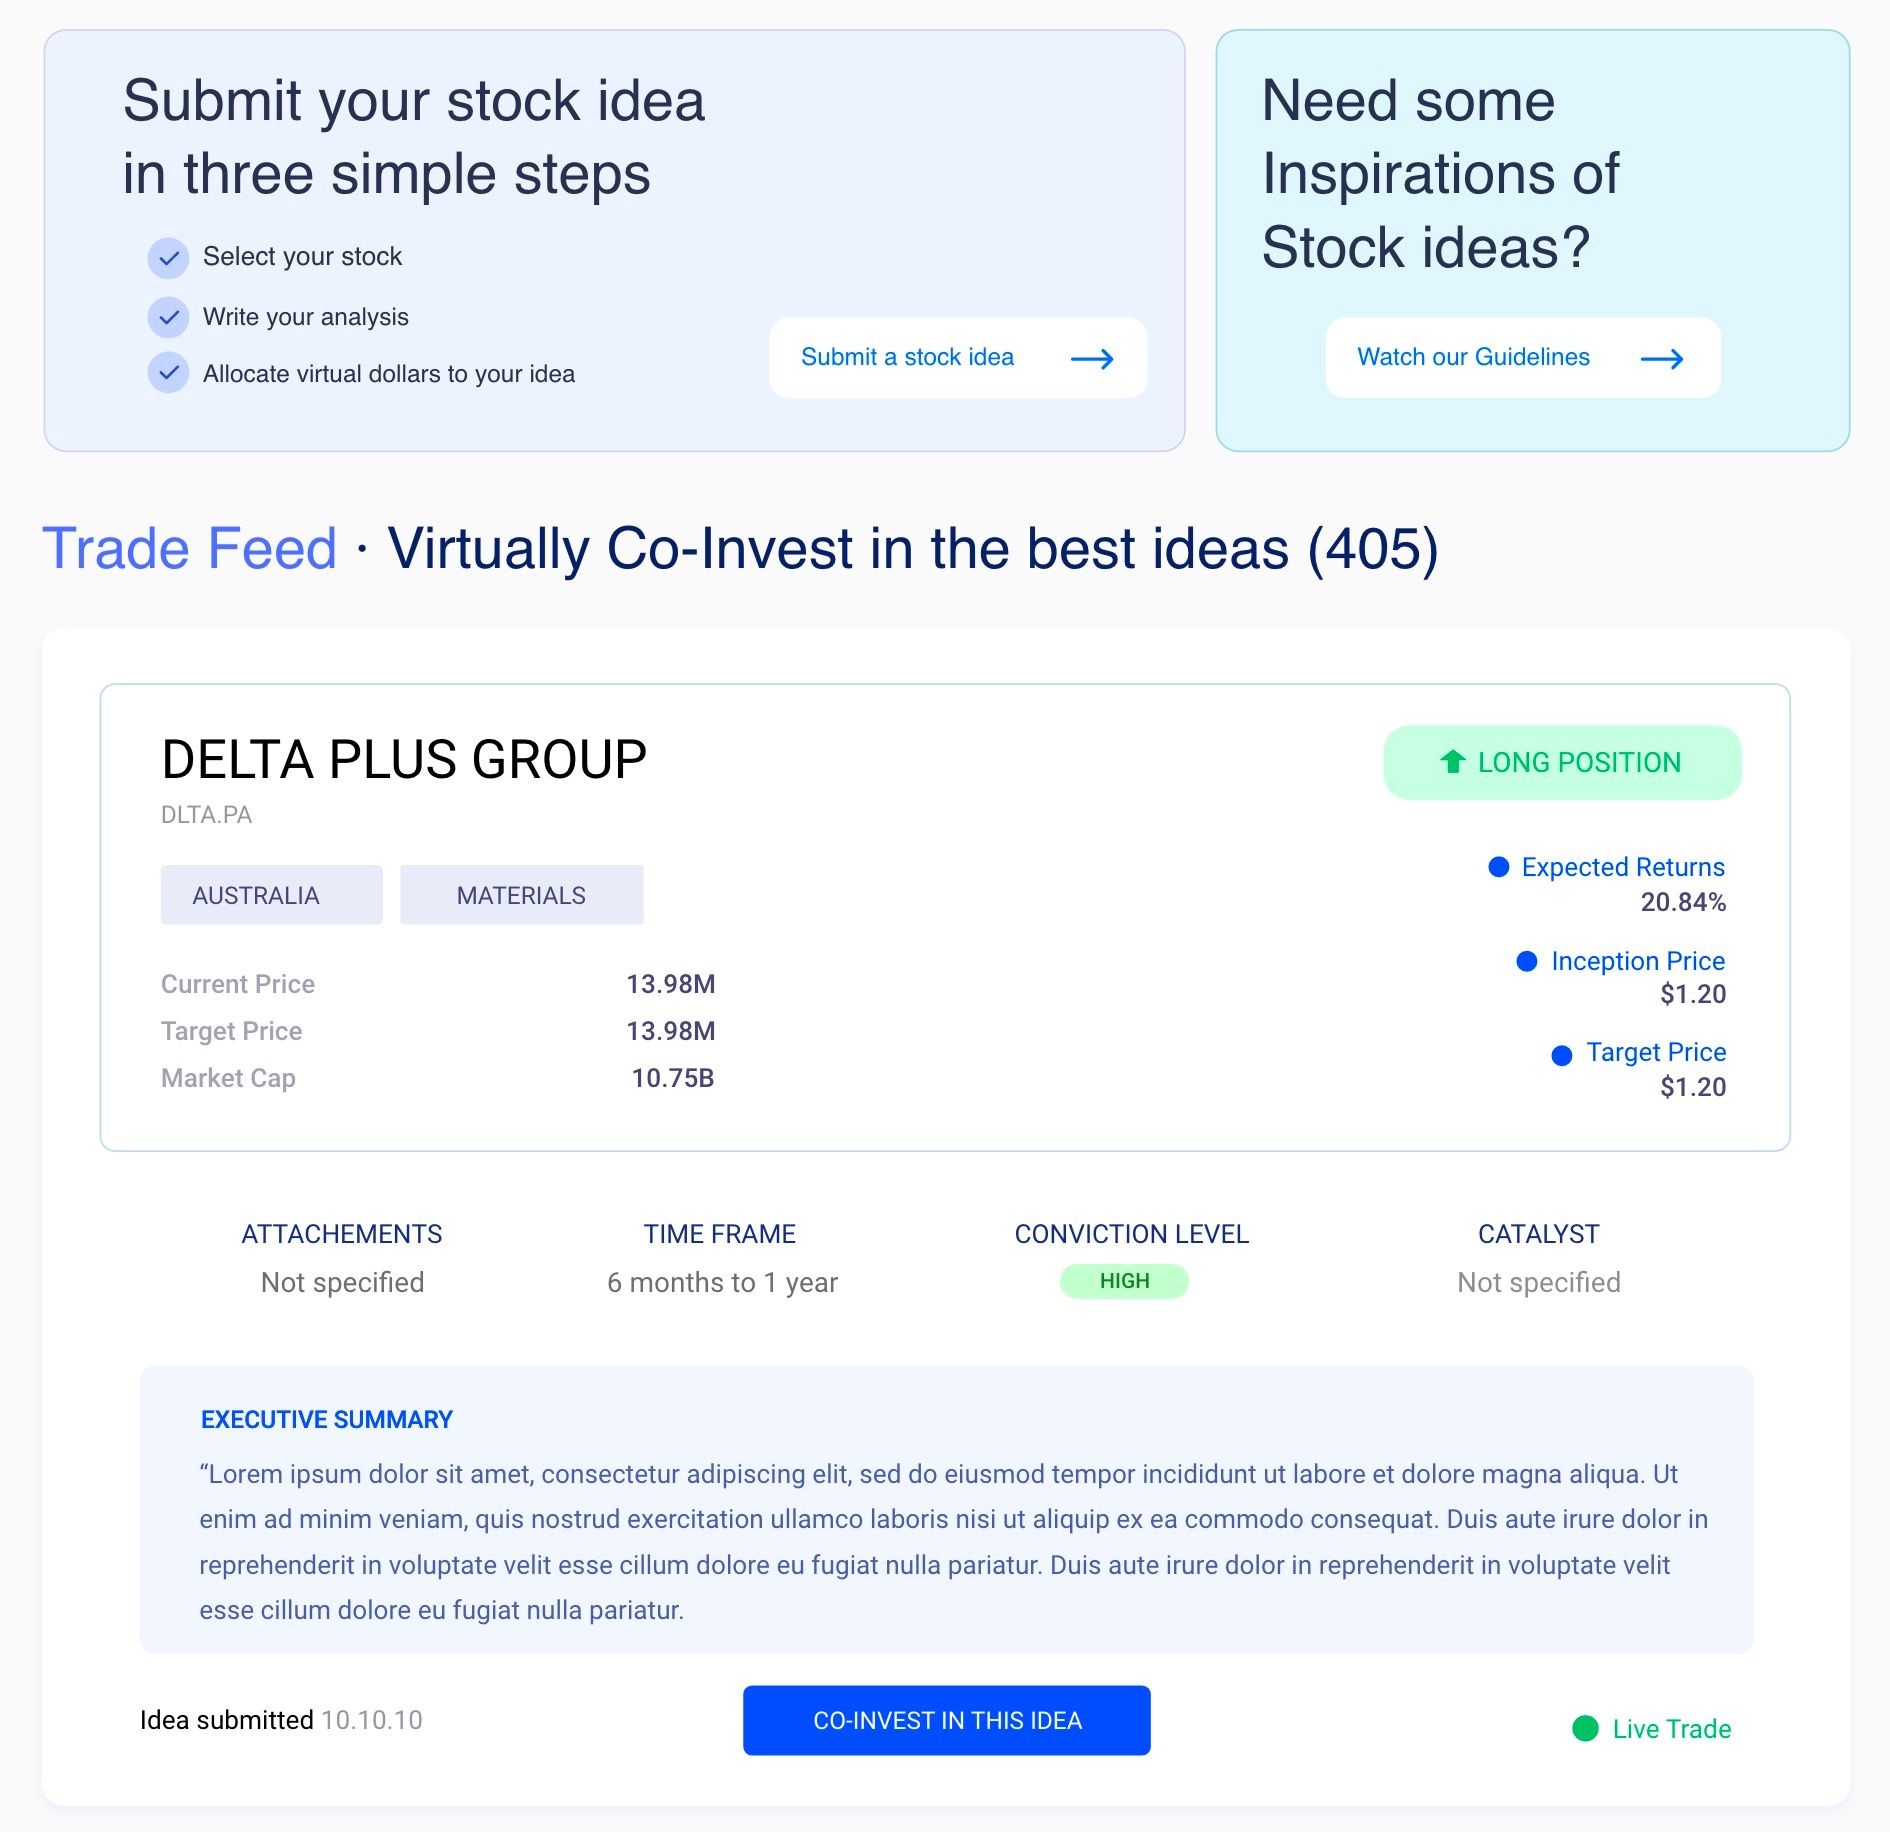 Submit your stock idea
in three simple steps
Select your stock
Write your analysis
Allocate virtual dollars to your idea
Submit a stock idea
Need some
Inspirations of
Stock ideas?
Watch our Guidelines
Trade Feed · Virtually Co-Invest in the best ideas (405)
DELTA PLUS GROUP
DLTA.PA
AUSTRALIA
MATERIALS
Current Price 13.98M
Target Price 13.98M
Market Cap 10.75B
LONG POSITION
Expected Returns
20.84%
Inception Price
$1.20
Target Price
$1.20
ATTACHEMENTS
Not specified
TIME FRAME
6 months to 1 year
CONVICTION LEVEL
HIGH
CATALYST
Not specified
EXECUTIVE SUMMARY
“Lorem ipsum dolor sit amet, consectetur adipiscing elit, sed do eiusmod tempor incididunt ut labore et dolore magna aliqua. Ut
enim ad minim veniam, quis nostrud exercitation ullamco laboris nisi ut aliquip ex ea commodo consequat. Duis aute irure dolor in
reprehenderit in voluptate velit esse cillum dolore eu fugiat nulla pariatur. Duis aute irure dolor in reprehenderit in voluptate velit
esse cillum dolore eu fugiat nulla pariatur.
Idea submitted 10.10.10
CO-INVEST IN THIS IDEA
Live Trade